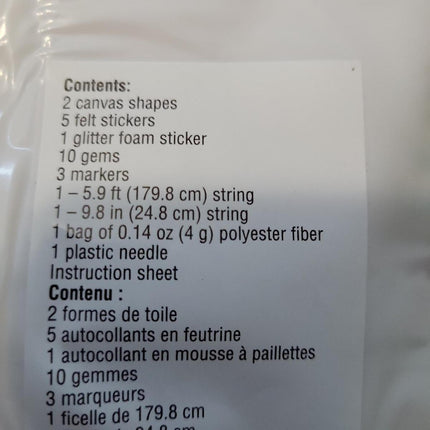 Contents:
2 canvas shapes
5 felt stickers
1 glitter foam sticker
10 gems
3 markers
1 – 5.9 ft (179.8 cm) string
1 – 9.8 in (24.8 cm) string
1 bag of 0.14 oz (4 g) polyester fiber
1 plastic needle
Instruction sheet
Contenu :
2 formes de toile
5 autocollants en feutrine
1 autocollant en mousse à paillettes
10 gemmes
3 marqueurs
1 ficelle de 179.8 cm
24.8 cm